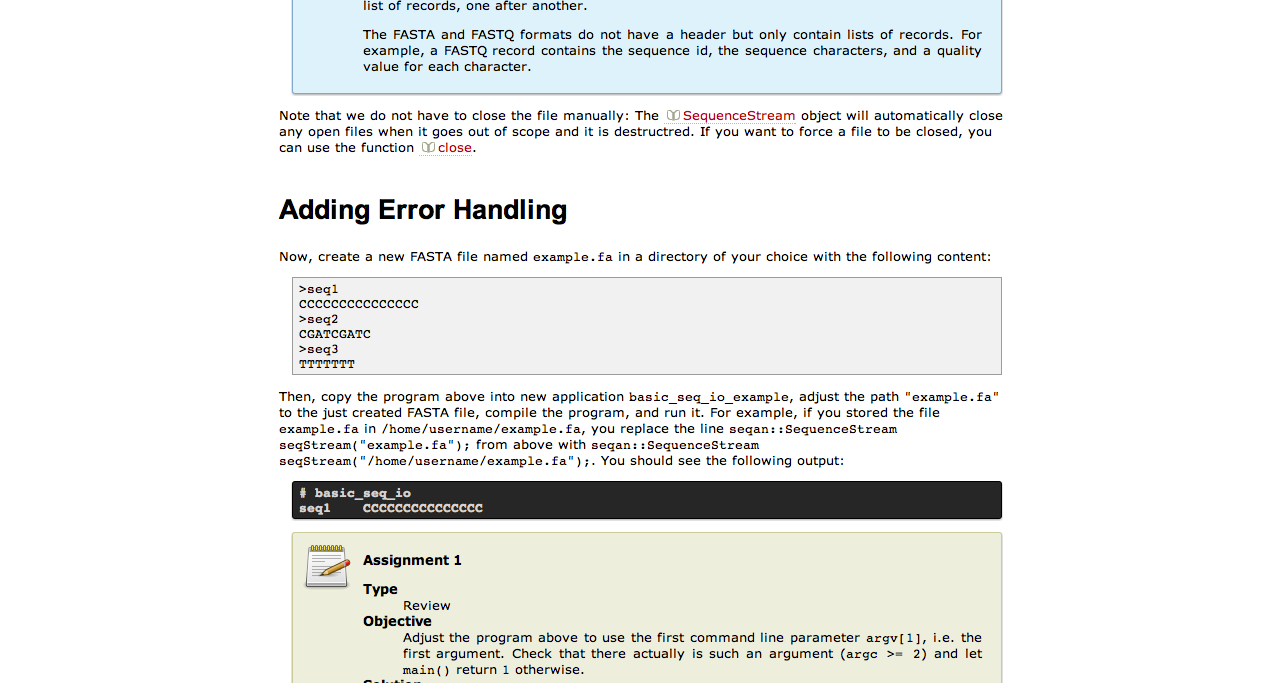 list of records, one after another.
The FASTA and FASTQ formats do not have a header but only contain lists of records. For
example, a FASTQ record contains the sequence id, the sequence characters, and a quality
value for each character.
Note that we do not have to close the file manually: The SequenceStream object will automatically close
any open files when it goes out of scope and it is destructred. If you want to force a file to be closed, you
can use the function close.
Adding Error Handling
Now, create a new FASTA file named example.fa in a directory of your choice with the following content:
>seq1
CCCCCCCCCCCCCCC
>seq2
CGATCGATC
>seq3
TTTTTTT
Then, copy the program above into new application basic_seq_io_example, adjust the path "example.fa"
to the just created FASTA file, compile the program, and run it. For example, if you stored the file
example.fa in /home/username/example.fa, you replace the line seqan::SequenceStream
seqStream("example.fa"); from above with seqan::SequenceStream
seqStream("/home/username/example.fa");. You should see the following output:
# basic_seq_io
seq1    CCCCCCCCCCCCCCC
Assignment 1
Type
Review
Objective
Adjust the program above to use the first command line parameter argv[1], i.e. the
first argument. Check that there actually is such an argument (argc >= 2) and let
main() return 1 otherwise.
Solution